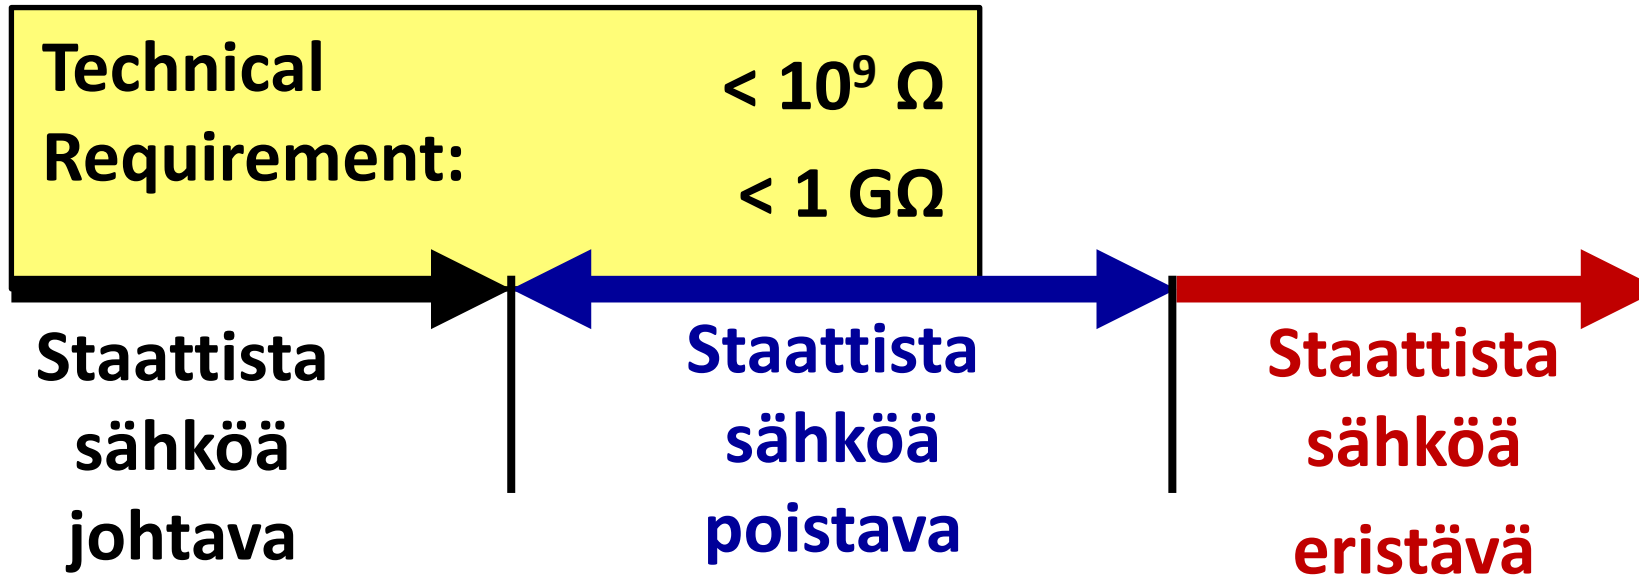 Technical
Requirement:
< 10⁹ Ω
< 1 GΩ
Staattista
sähköä
johtava
Staattista
sähköä
poistava
Staattista
sähköä
eristävä